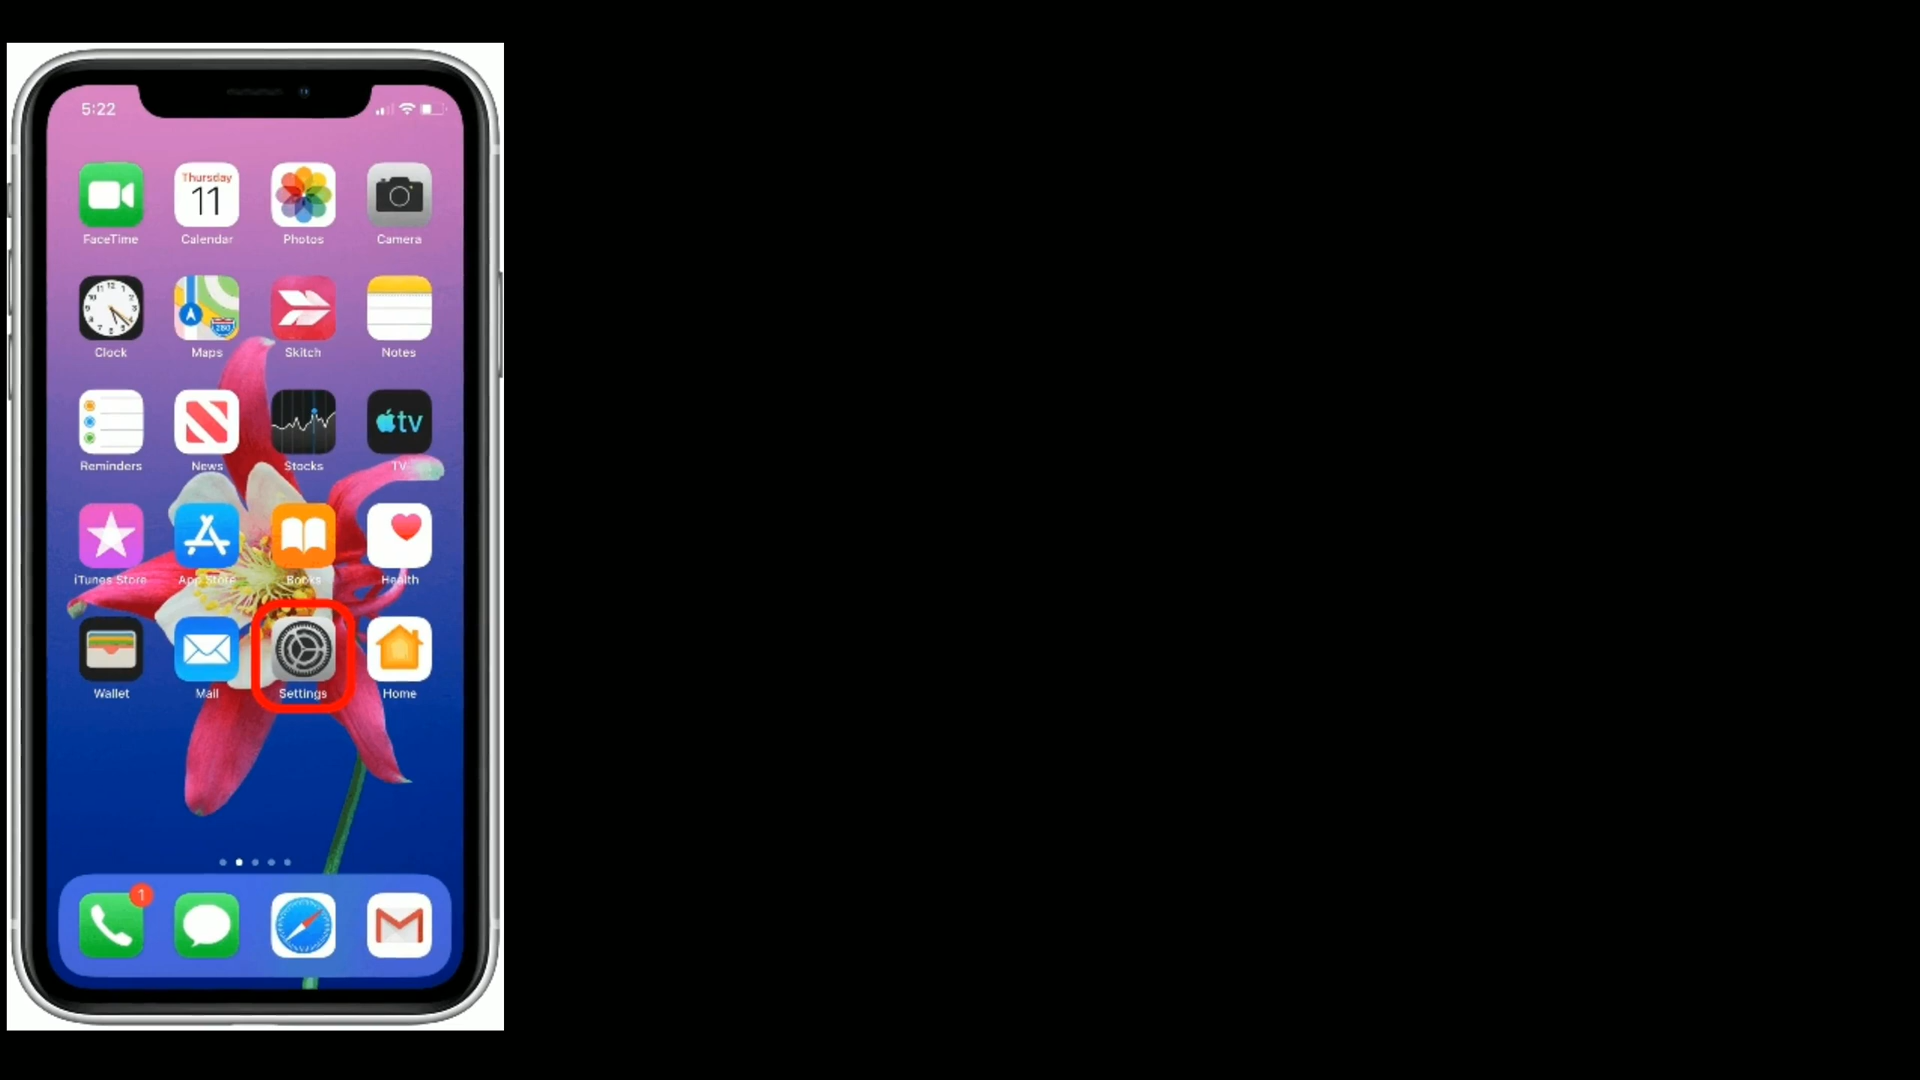 5:22
Thursday
11
FaceTime Calendar Photos Camera
280
Clock Maps Skitch Notes
tv
Reminders News Stocks TV
iTunes Store App Store Books Health
Wallet Mail Settings Home
1